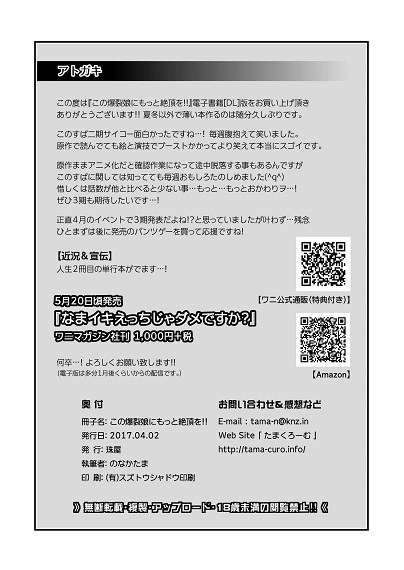 アトガキ
この度は『この爆裂娘にもっと絶頂を!!』電子書籍[DL]版をお買い上げ頂き
ありがとうございます!! 夏冬以外で薄い本作るのは随分久しぶりです。
このすば二期サイコー面白かったですね…! 毎週腹抱えて笑いました。
原作で読んでても絵と演技でブーストかかってより笑えて本当にスゴイです。
原作ままアニメ化だと確認作業になって途中脱落する事もあるんですが
このすばに関しては知ってても毎週おもしろたのしめました(^q^)
惜しくは話数が他と比べると少ない事…もっと…もっとおかわりヲ…!
ぜひ3期も期待したいです…!
正直4月のイベントで3期発表だよね!?と思っていましたが叶わず…残念
ひとまずは後に発売のパンツゲーを買って応援ですね!
【近況&宣伝】
人生2冊目の単行本がでます…!
【ワニ公式通販(特典付き)】
5月20日頃発売
『なまイキえっちじゃダメですか?』
ワニマガジン社刊 1,000円+税
何卒…! よろしくお願い致します!!
(電子版は多分1月後くらいからの配信です。)
【Amazon】
奥 付
冊子名: この爆裂娘にもっと絶頂を!!
発行日: 2017.04.02
発 行: 珠屋
執筆者: のなかたま
印 刷: (有)スズトウシャドウ印刷
お問い合わせ&感想など
E-mail : tama-n@knz.in
Web Site「 たまくろーむ 」
http://tama-curo.info/
》無断転載・複製・アップロード・18歳未満の閲覧禁止!!《